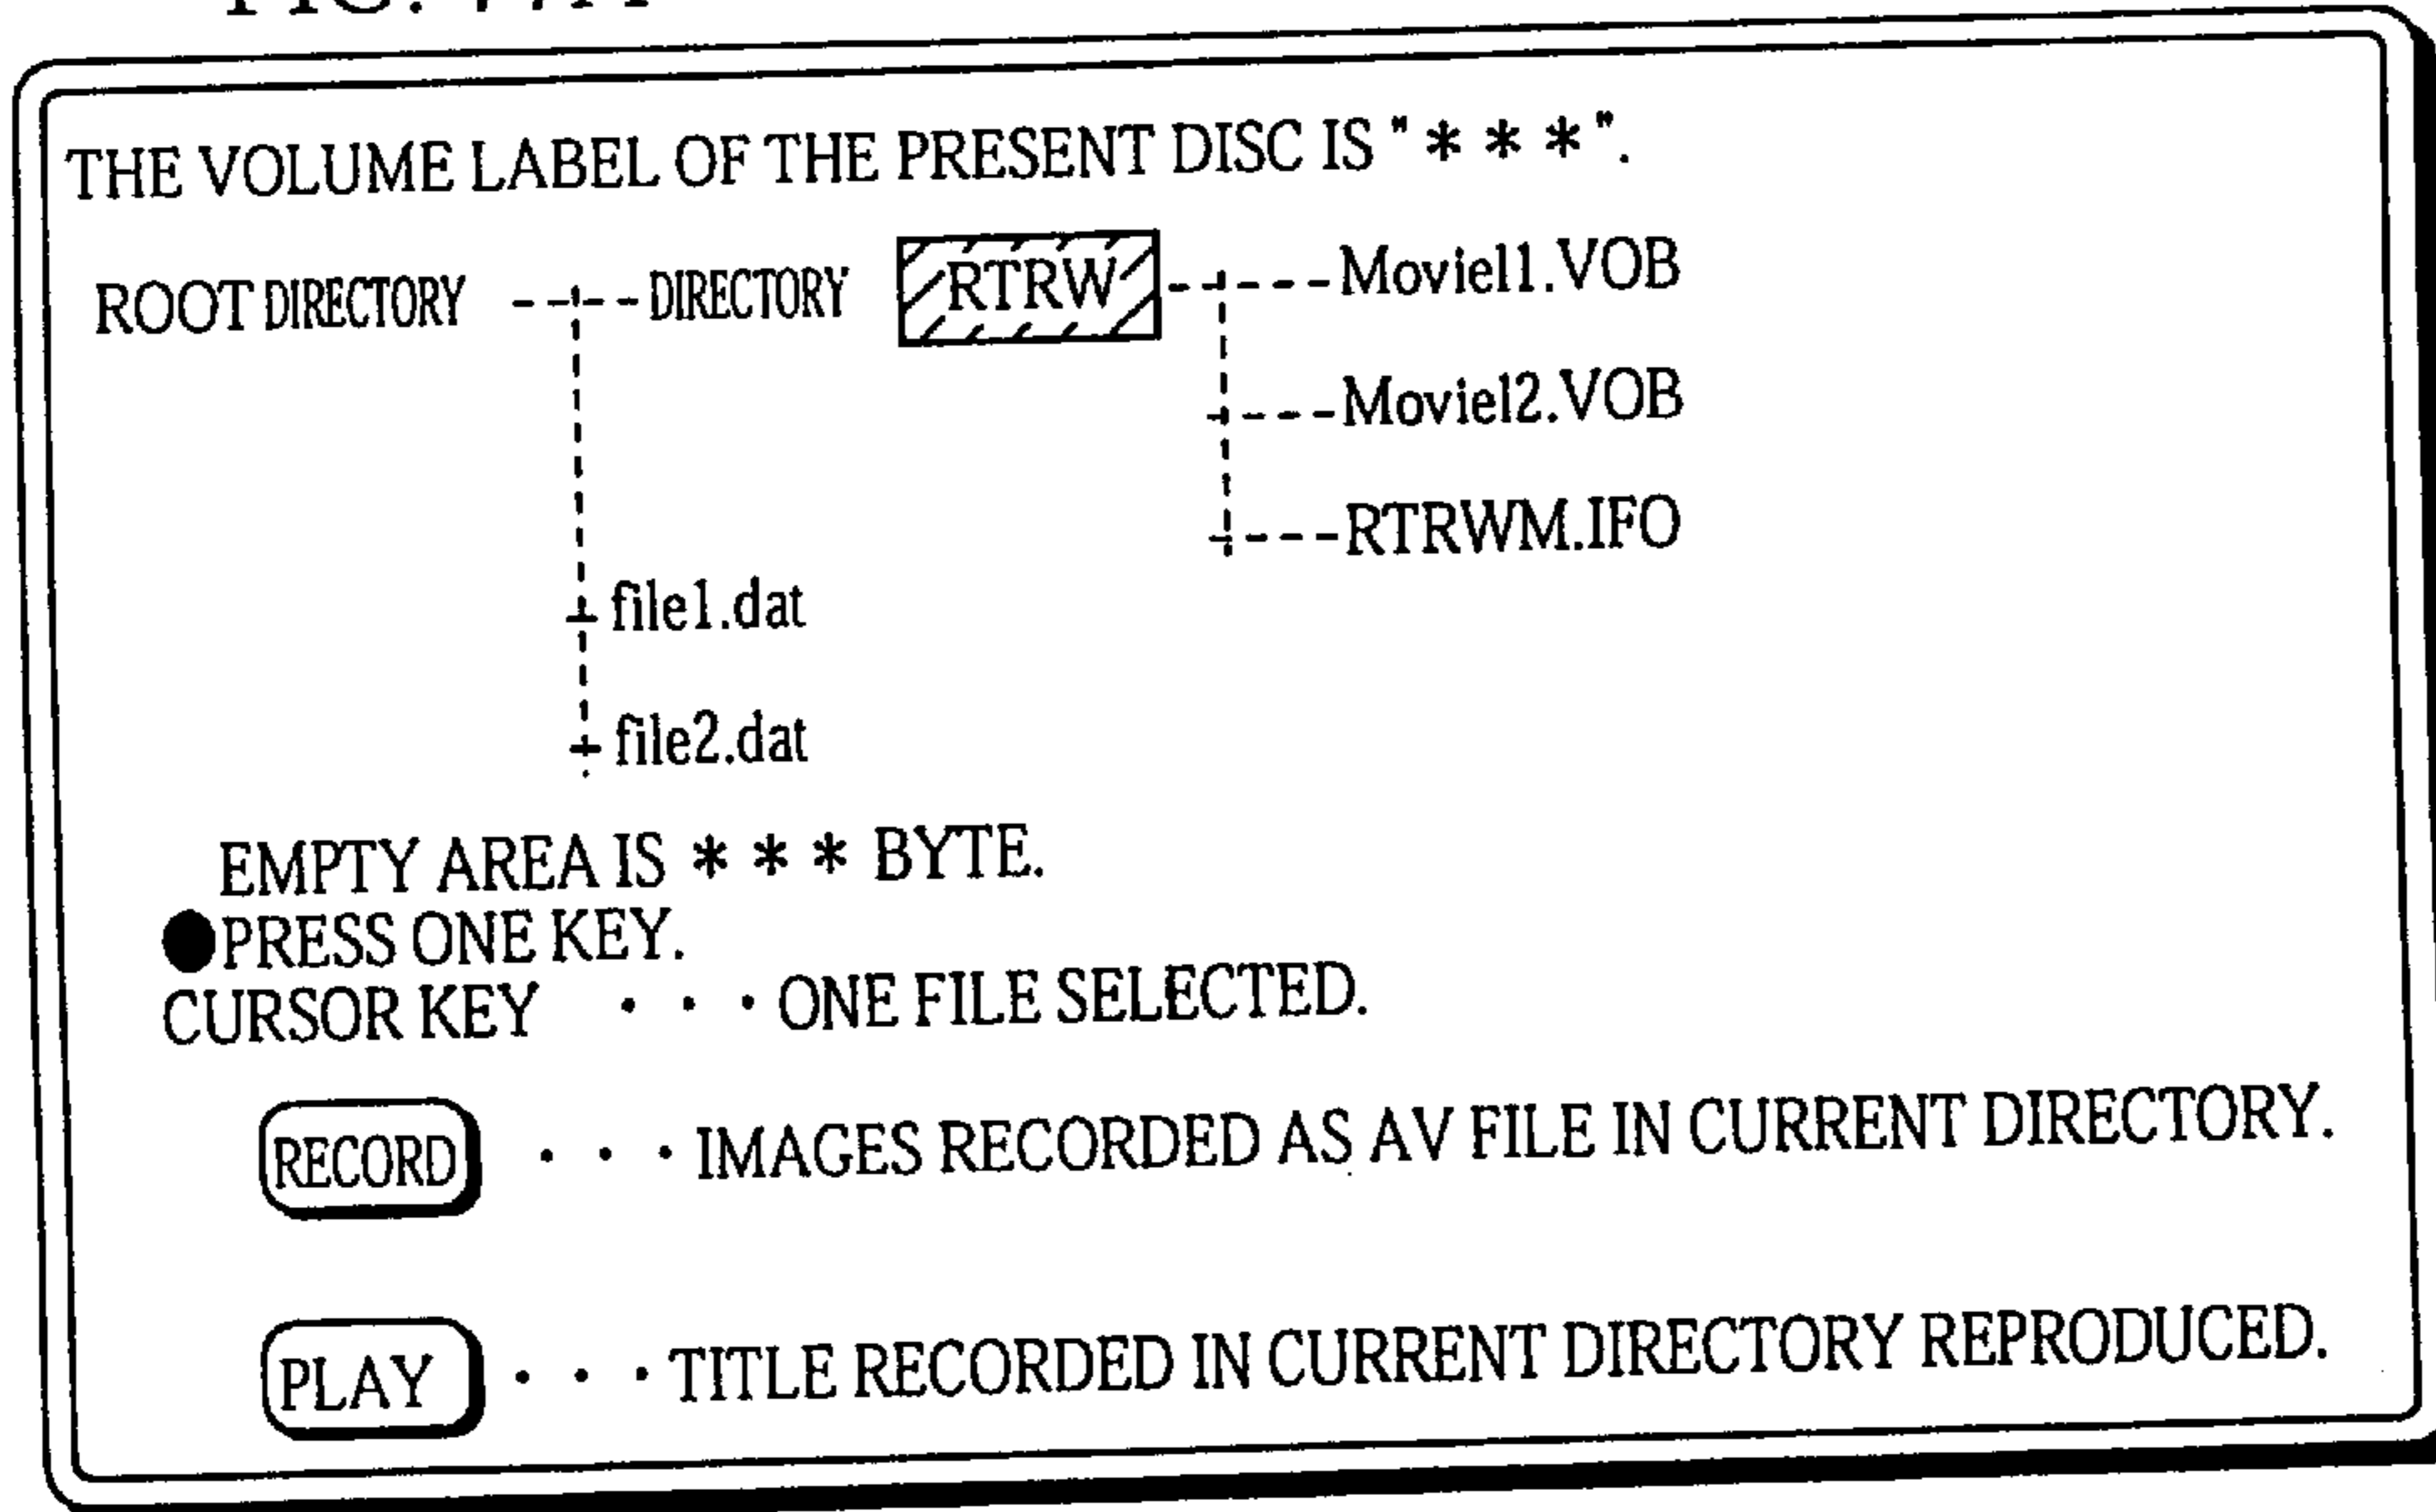 THE VOLUME LABEL OF THE PRESENT DISC IS "＊＊＊".
ROOT DIRECTORY DIRECTORY RTRW Moviel1.VOB
Moviel2.VOB
RTRWM.IFO
file1.dat
file2.dat
EMPTY AREA IS ＊＊＊ BYTE.
●PRESS ONE KEY.
CURSOR KEY ・・・ONE FILE SELECTED.
RECORD ・・・IMAGES RECORDED AS AV FILE IN CURRENT DIRECTORY.
PLAY ・・・TITLE RECORDED IN CURRENT DIRECTORY REPRODUCED.